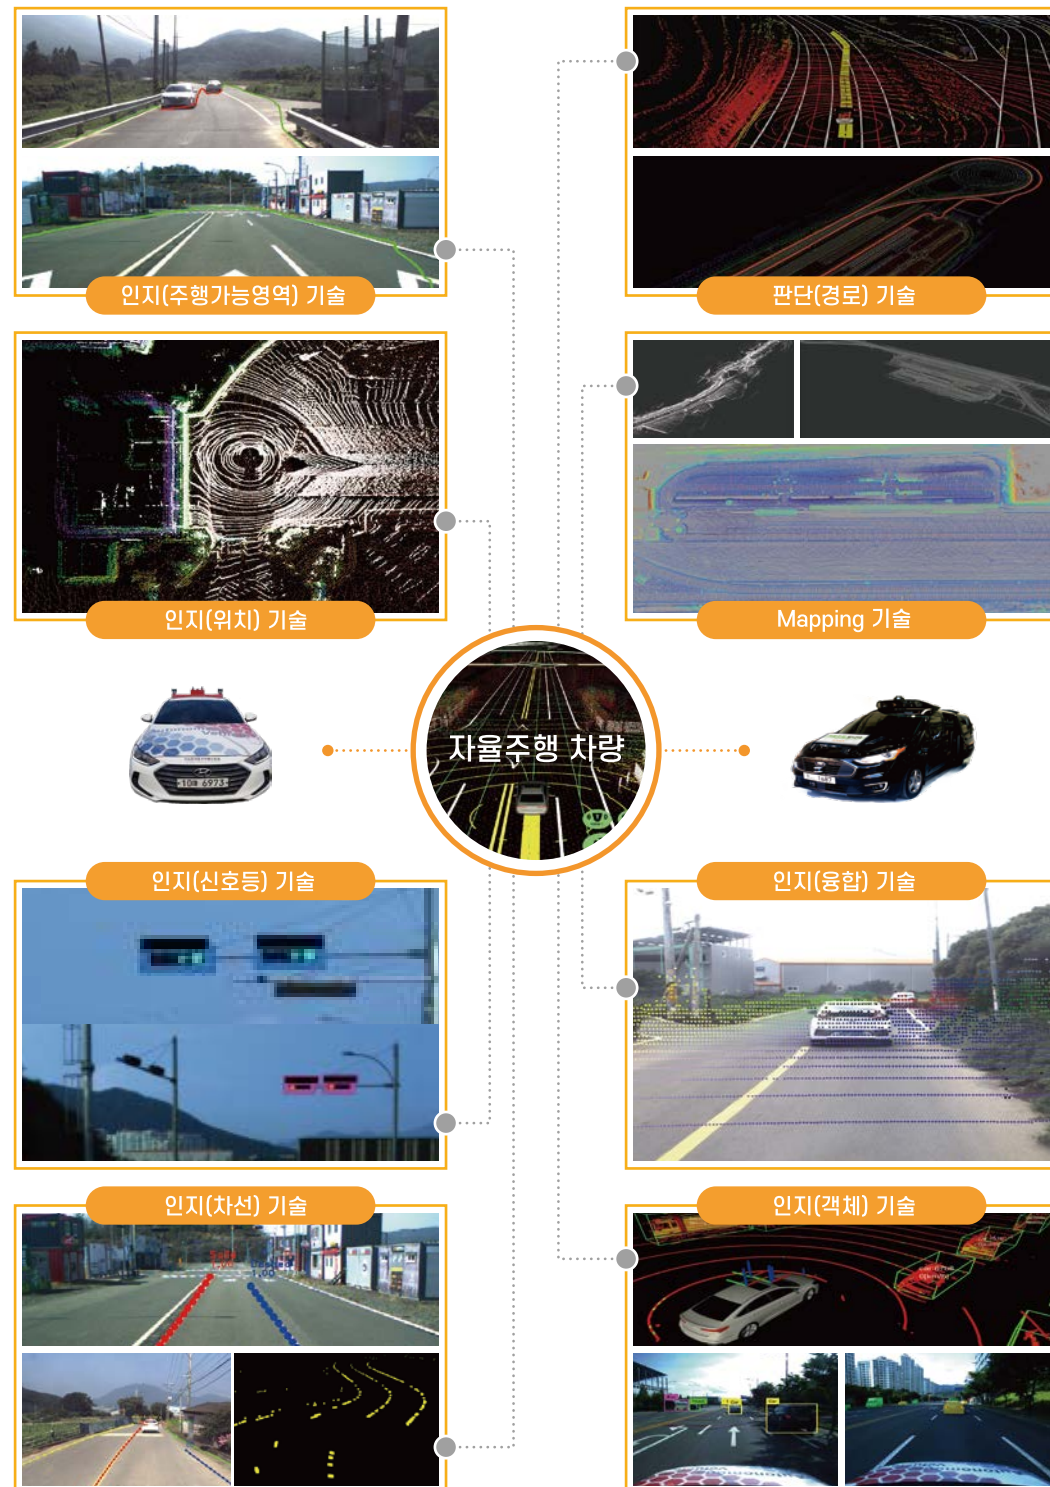 인지(주행가능영역) 기술
판단(경로) 기술
인지(위치) 기술
Mapping 기술
자율주행 차량
인지(신호등) 기술
인지(융합) 기술
인지(차선) 기술
인지(객체) 기술